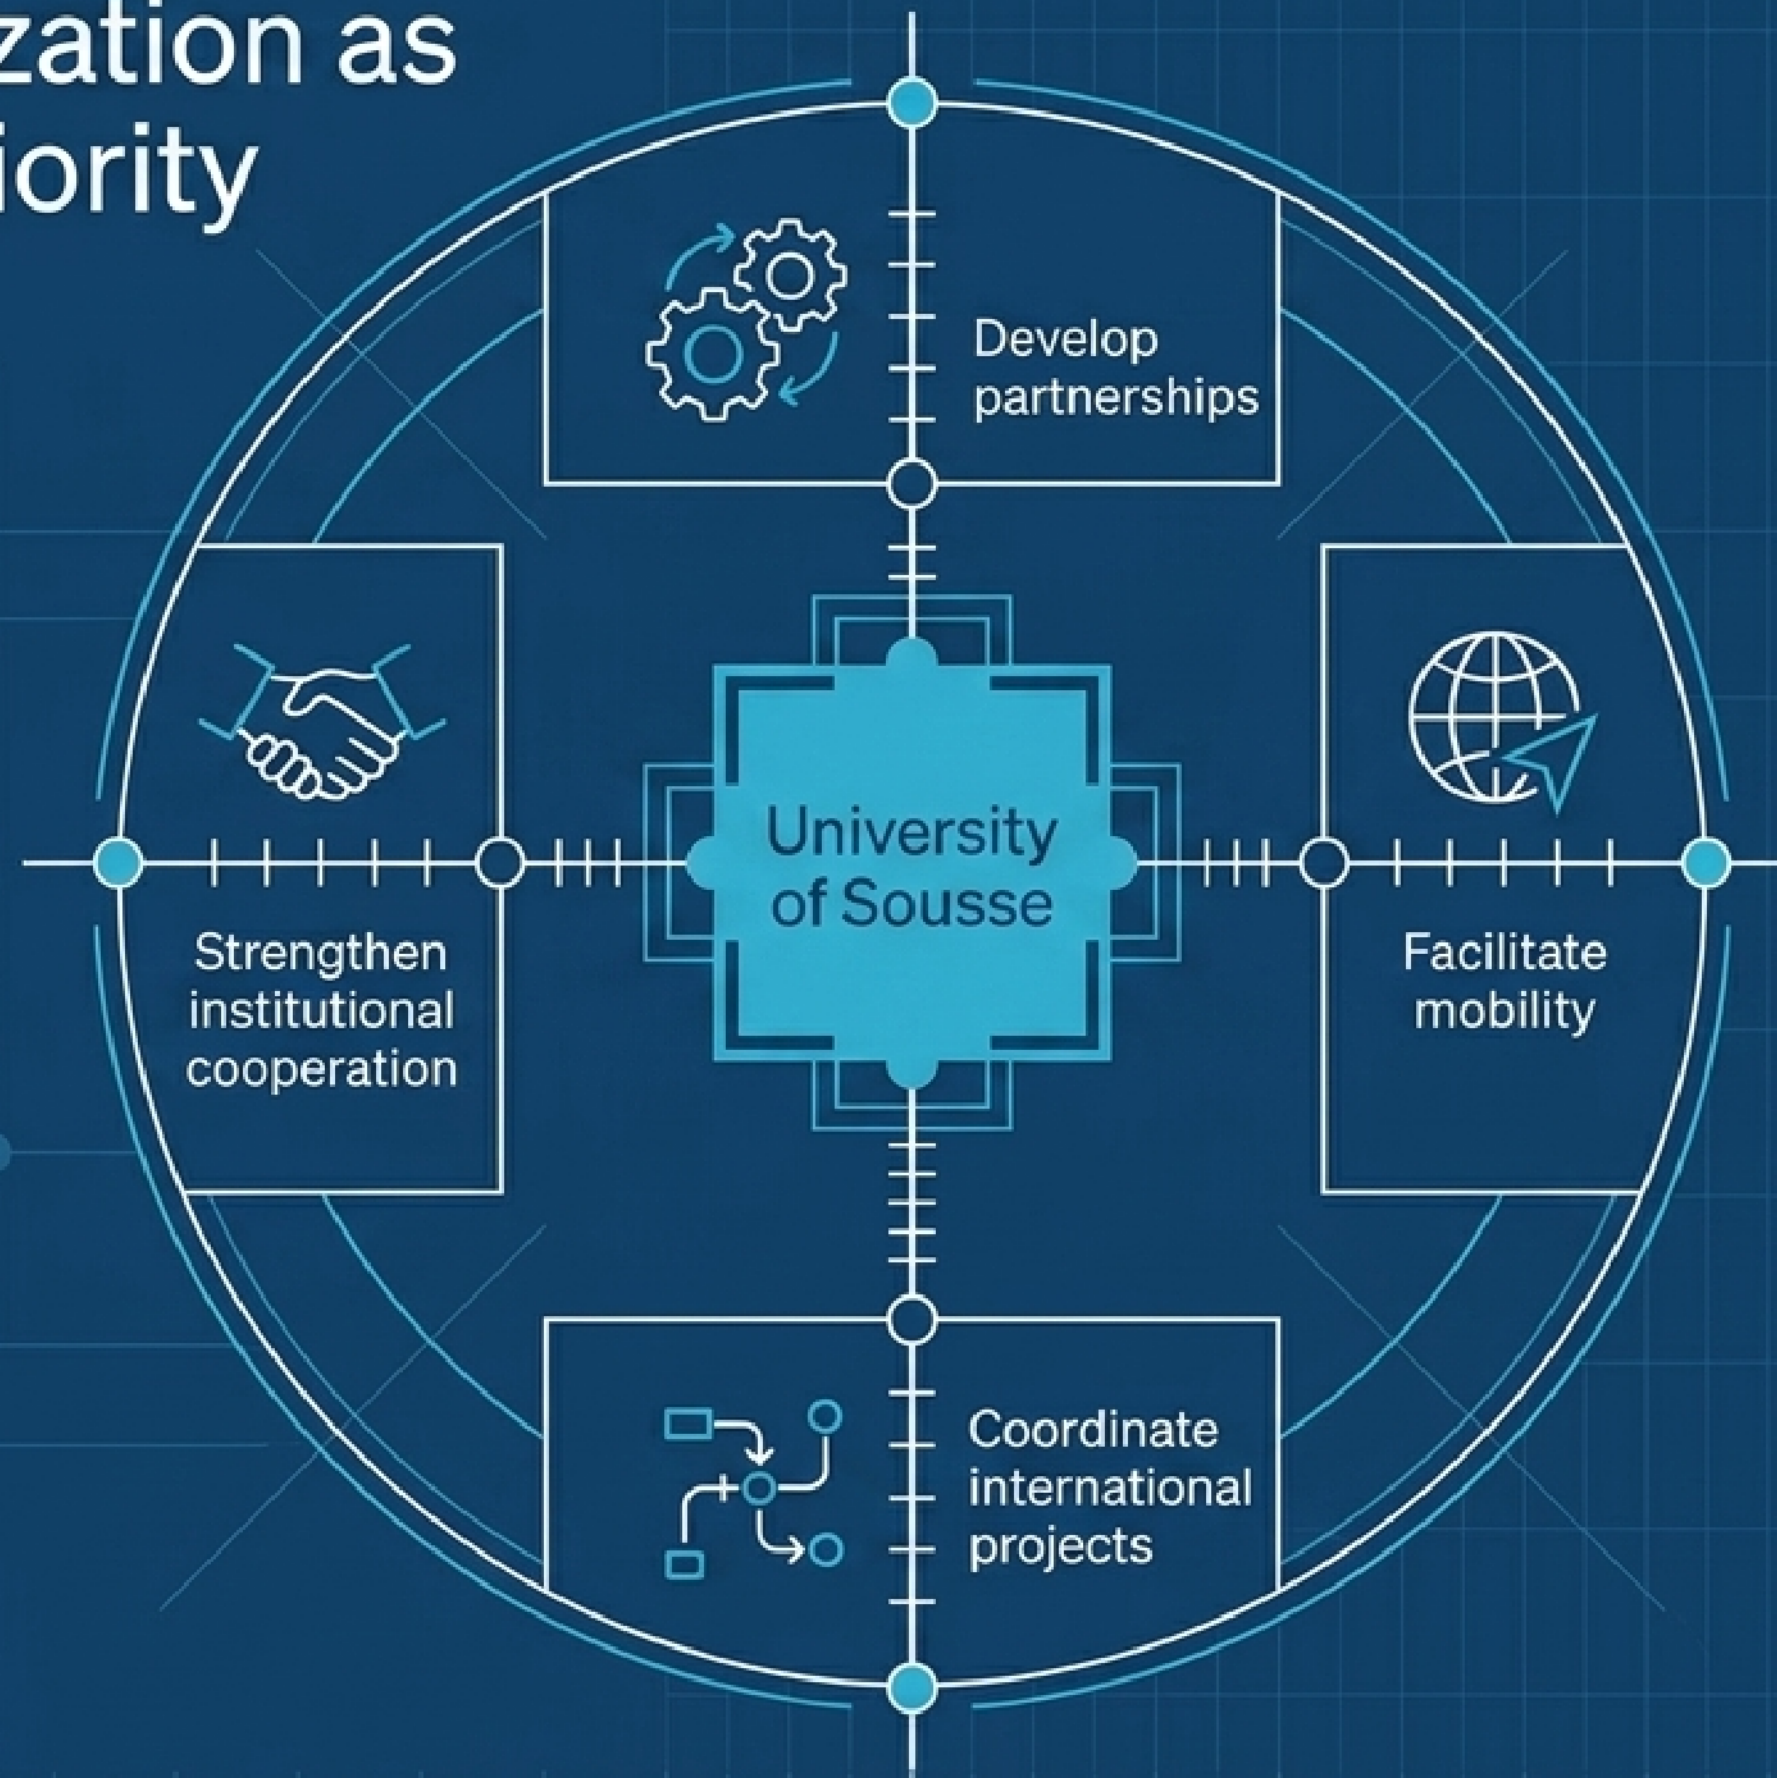 zation as
iority
Develop
partnerships
Strengthen
institutional
cooperation
University
of Sousse
Facilitate
mobility
Coordinate
international
projects